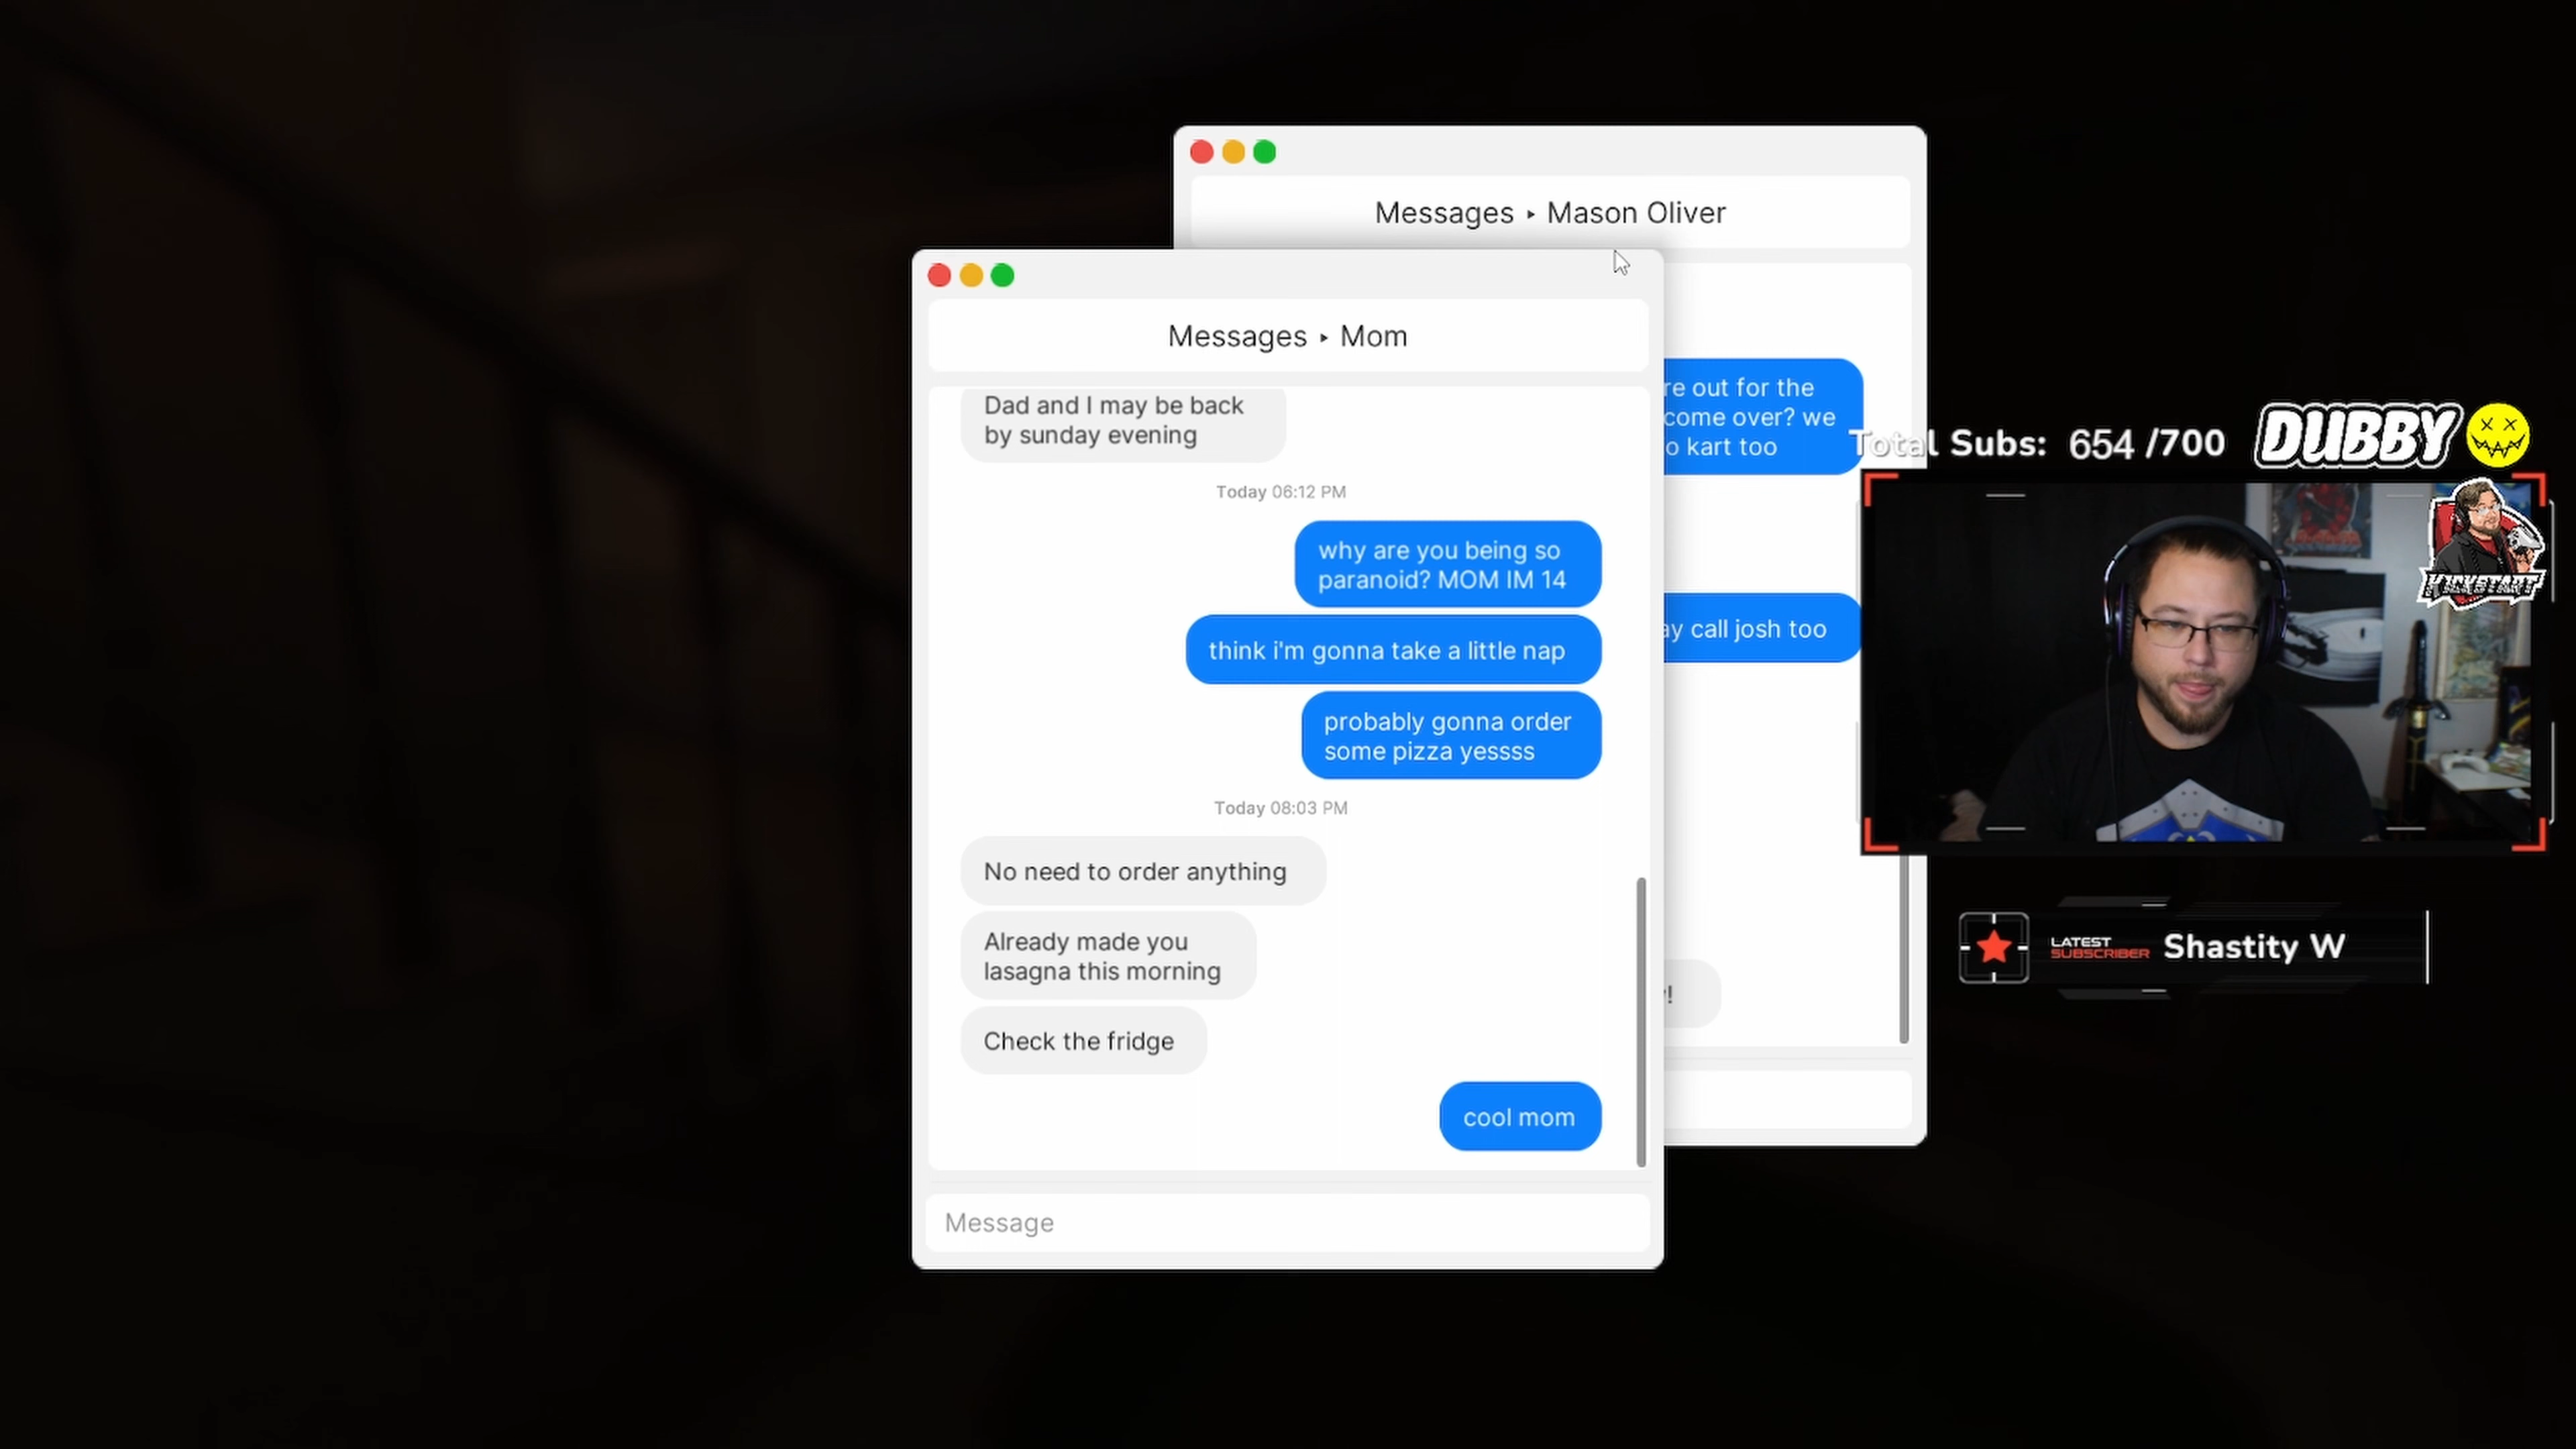 Messages ▸ Mason Oliver
re out for the
come over? we
o kart too
ay call josh too
!
Messages ▸ Mom
Dad and I may be back
by sunday evening
Today 06:12 PM
why are you being so
paranoid? MOM IM 14
think i'm gonna take a little nap
probably gonna order
some pizza yessss
Today 08:03 PM
No need to order anything
Already made you
lasagna this morning
Check the fridge
cool mom
Message
Total Subs: 654 /700
DUBBY
KICKSTART
LATEST
SUBSCRIBER
Shastity W